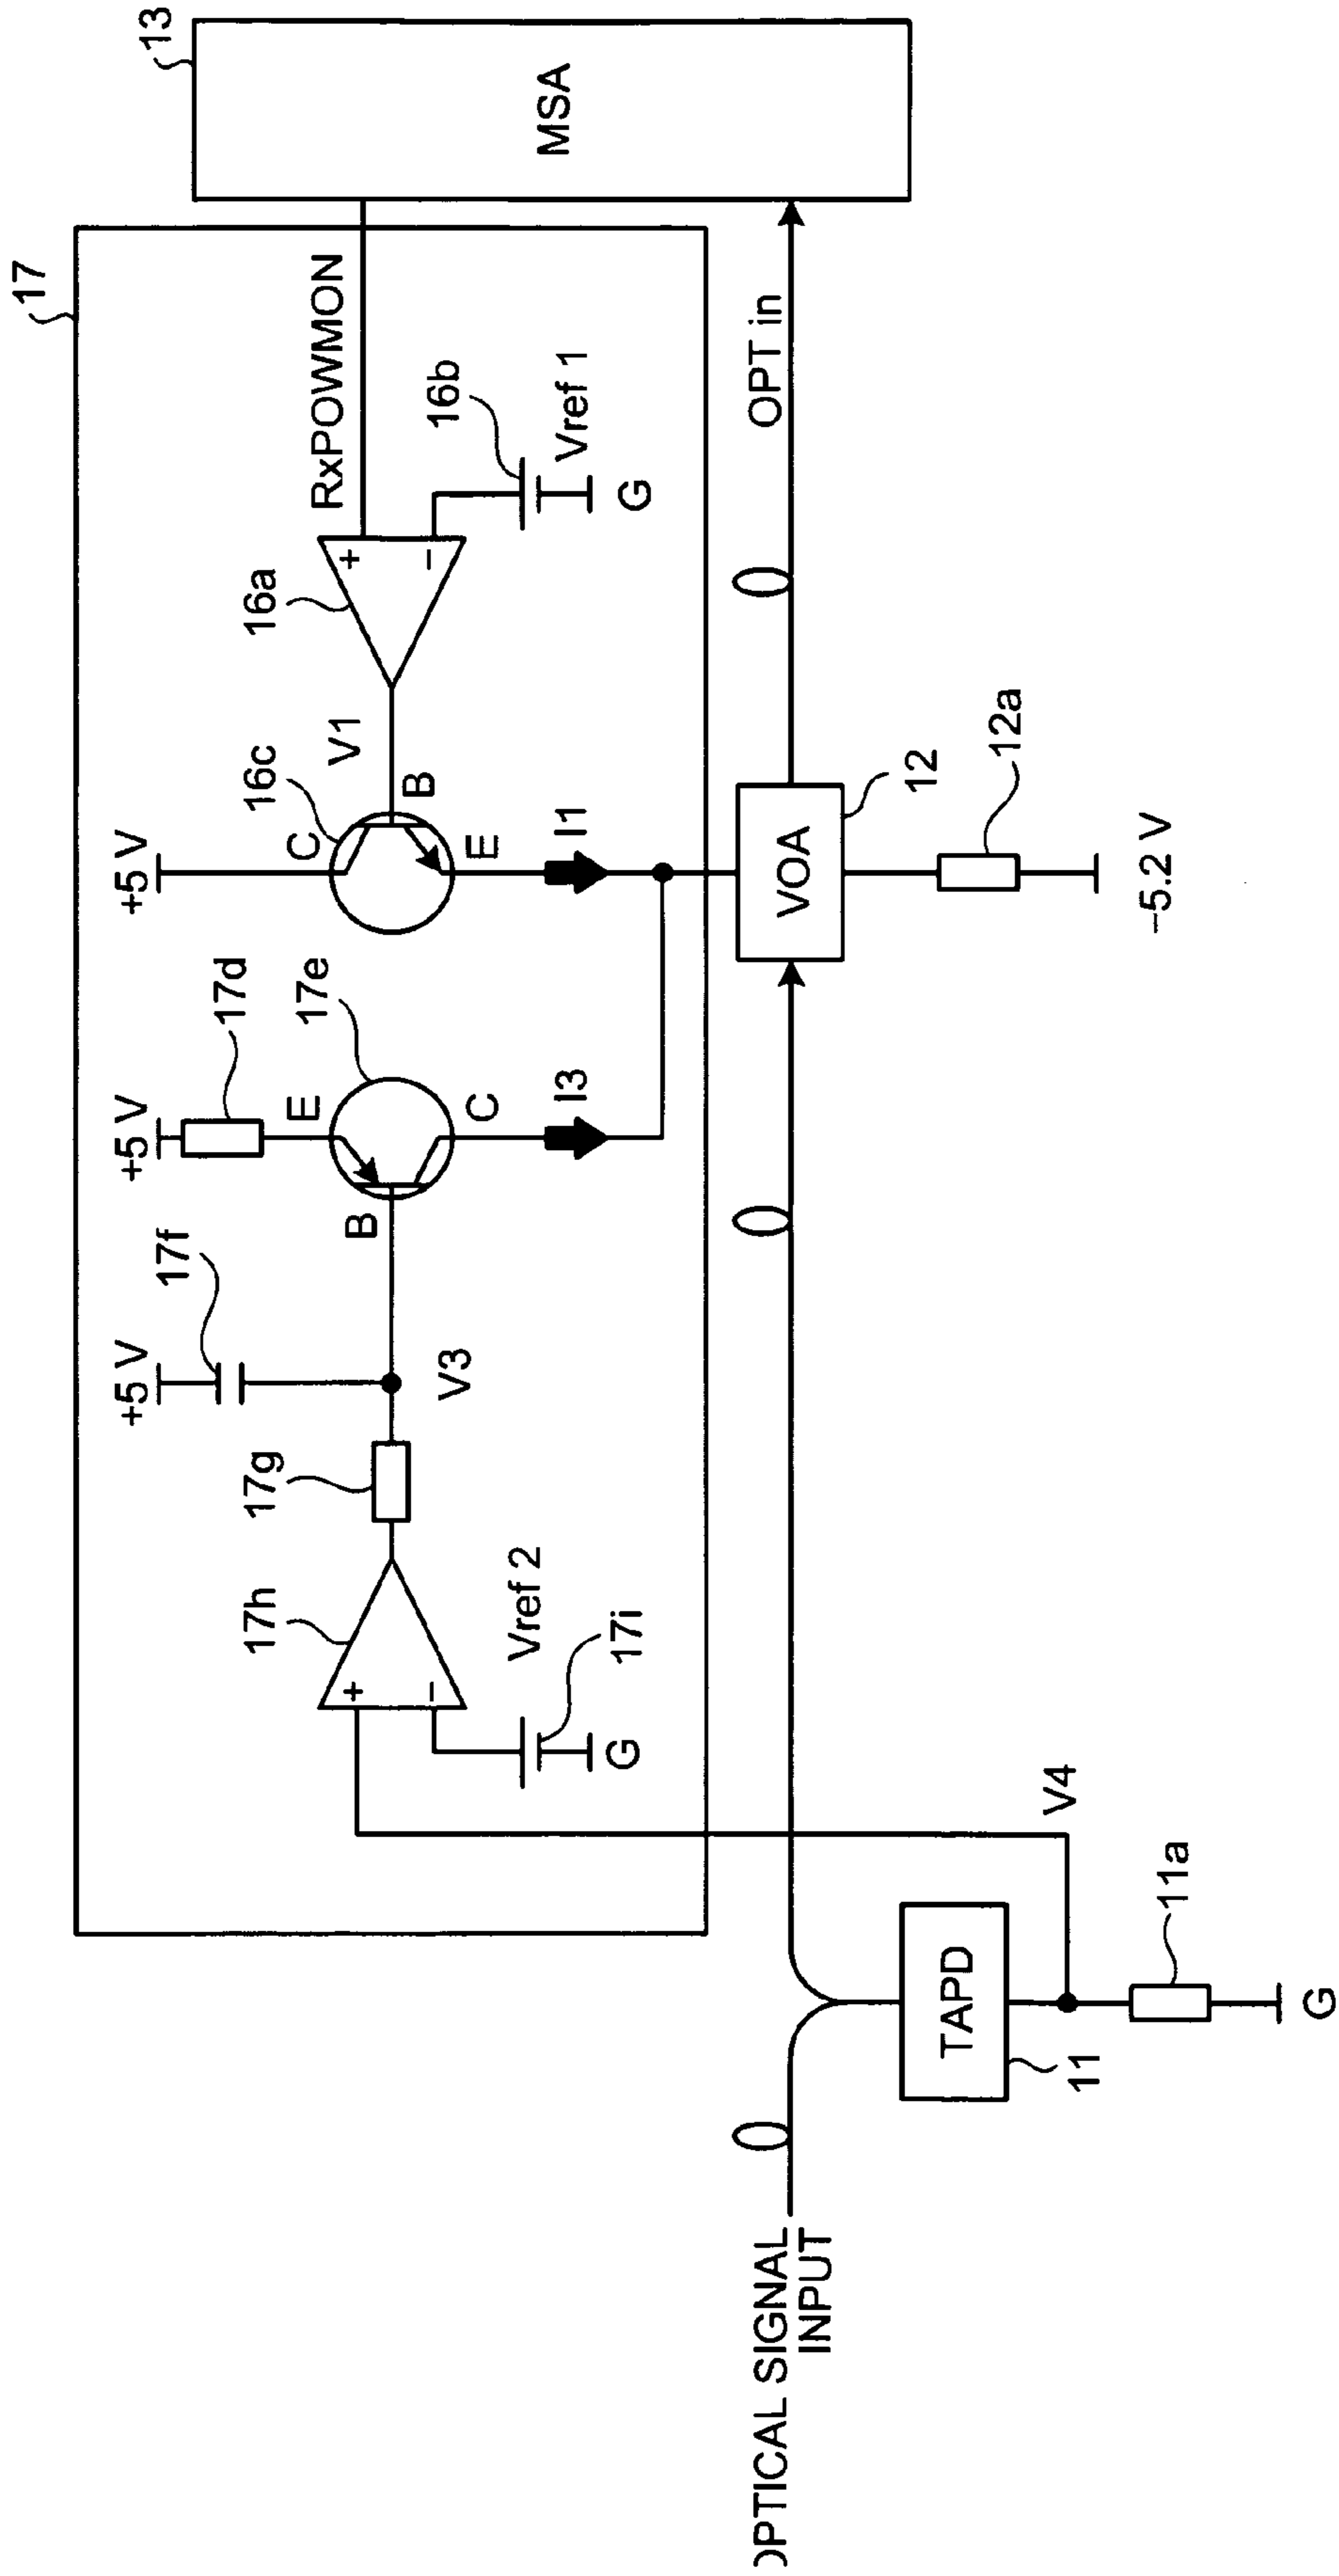 17
13
+5 V
+5 V
+5 V
17f
17d
16c
16a
RxPOWMON
MSA
17h
17g
E
17e
C
V1
B
B
+
-
V3
C
E
+
-
16b
Vref 1
G
Vref 2
17i
G
I3
I1
OPT in
VOA
12
12a
-5.2 V
V4
TAPD
11
11a
G
OPTICAL SIGNAL
INPUT